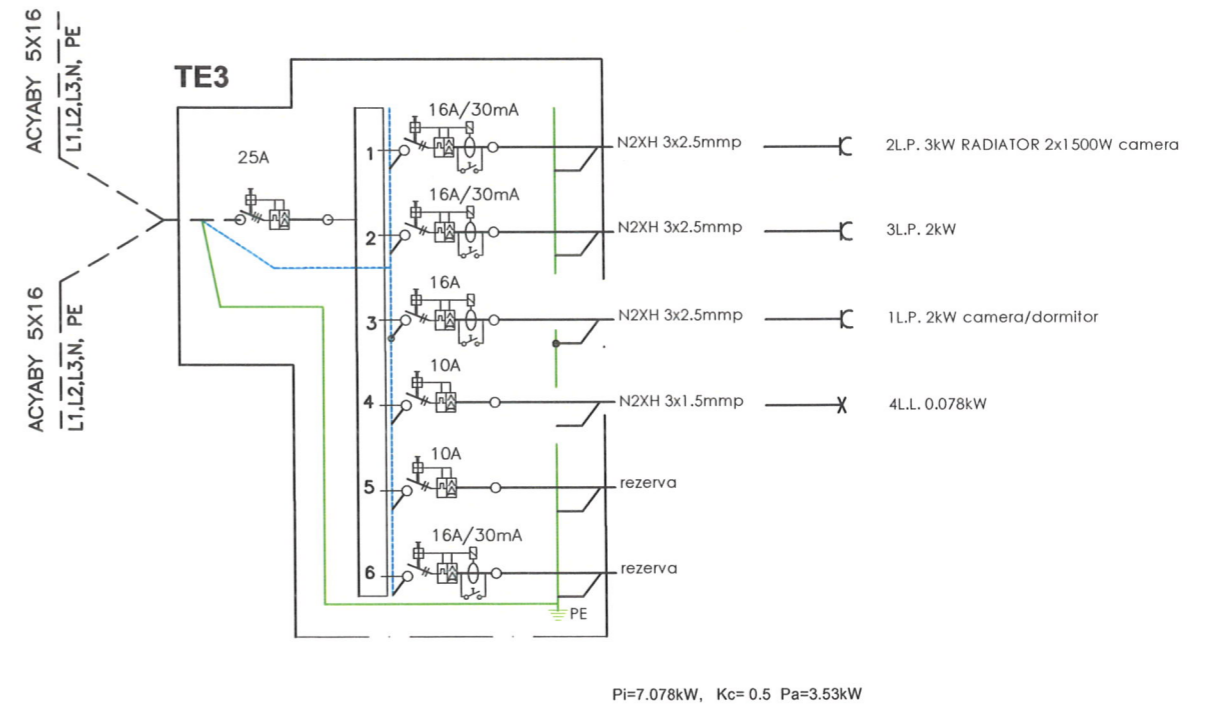 ACYABY 5X16
L1,L2,L3,N, PE
ACYABY 5X16
L1,L2,L3,N, PE
TE3
25A
1
16A/30mA
N2XH 3x2.5mmp
2L.P. 3kW RADIATOR 2x1500W camera
2
16A/30mA
N2XH 3x2.5mmp
3L.P. 2kW
3
16A
N2XH 3x2.5mmp
1L.P. 2kW camera/dormitor
4
10A
N2XH 3x1.5mmp
4L.L. 0.078kW
5
10A
rezerva
6
16A/30mA
rezerva
PE
Pi=7.078kW, Kc= 0.5 Pa=3.53kW